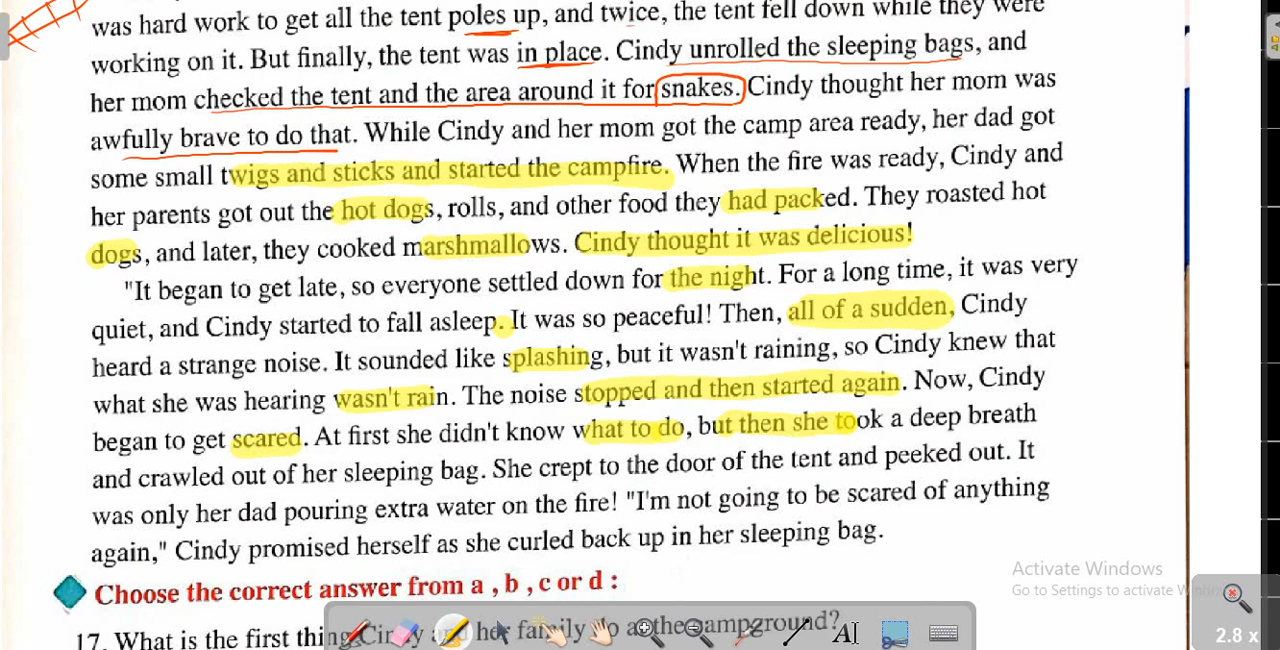 was hard work to get all the tent poles up, and twice, the tent fell down while they were
working on it. But finally, the tent was in place. Cindy unrolled the sleeping bags, and
her mom checked the tent and the area around it for snakes. Cindy thought her mom was
awfully brave to do that. While Cindy and her mom got the camp area ready, her dad got
some small twigs and sticks and started the campfire. When the fire was ready, Cindy and
her parents got out the hot dogs, rolls, and other food they had packed. They roasted hot
dogs, and later, they cooked marshmallows. Cindy thought it was delicious!
"It began to get late, so everyone settled down for the night. For a long time, it was very
quiet, and Cindy started to fall asleep. It was so peaceful! Then, all of a sudden, Cindy
heard a strange noise. It sounded like splashing, but it wasn't raining, so Cindy knew that
what she was hearing wasn't rain. The noise stopped and then started again. Now, Cindy
began to get scared. At first she didn't know what to do, but then she took a deep breath
and crawled out of her sleeping bag. She crept to the door of the tent and peeked out. It
was only her dad pouring extra water on the fire! "I'm not going to be scared of anything
again," Cindy promised herself as she curled back up in her sleeping bag.
Activate Windows
Go to Settings to activate Windows.
Choose the correct answer from a , b , c or d :
17. What is the first thing Cindy and her family do at the campground?
AI
2.8 x